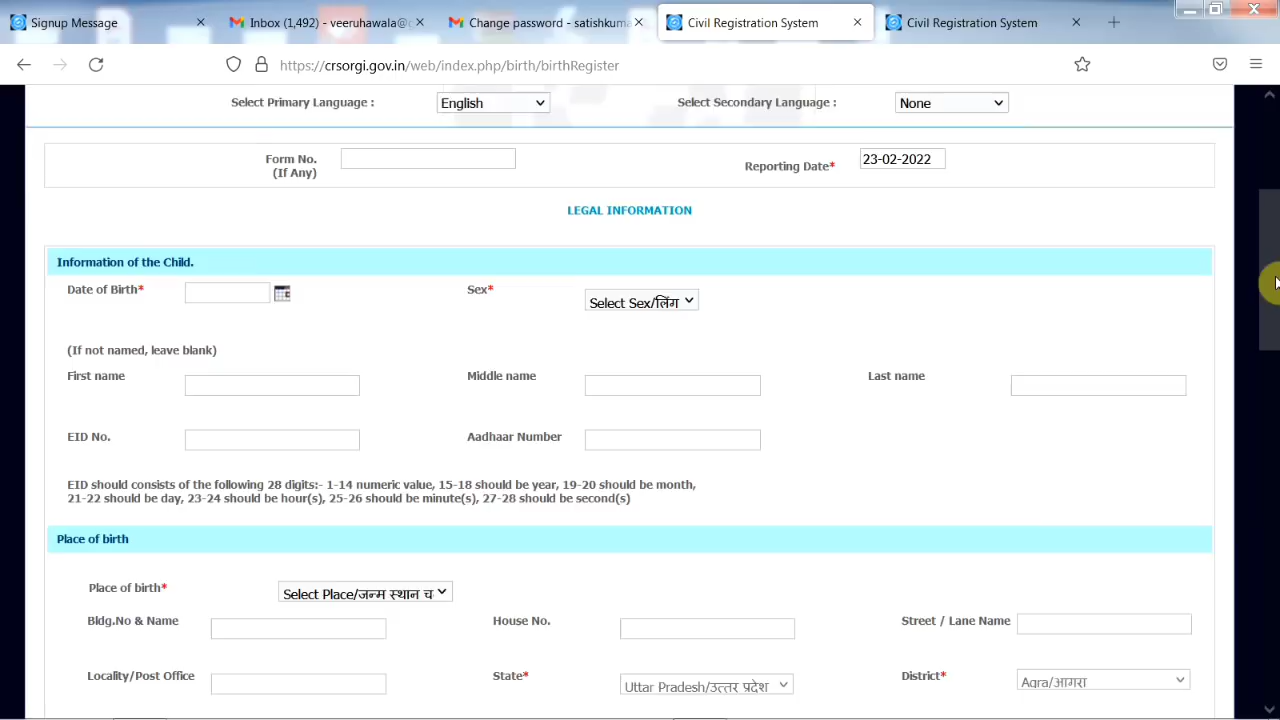 Signup Message
Inbox (1,492) - veeruhawala@
Change password - satishkuma
Civil Registration System
Civil Registration System
https://crsorgi.gov.in/web/index.php/birth/birthRegister
Select Primary Language : English Select Secondary Language : None
Form No. Reporting Date* 23-02-2022
(If Any)
LEGAL INFORMATION
Information of the Child.
Date of Birth* Sex* Select Sex/लिंग
(If not named, leave blank)
First name Middle name Last name
EID No. Aadhaar Number
EID should consists of the following 28 digits:- 1-14 numeric value, 15-18 should be year, 19-20 should be month,
21-22 should be day, 23-24 should be hour(s), 25-26 should be minute(s), 27-28 should be second(s)
Place of birth
Place of birth* Select Place/जन्म स्थान च
Bldg.No & Name House No. Street / Lane Name
Locality/Post Office State* Uttar Pradesh/उत्तर प्रदेश District* Agra/आगरा